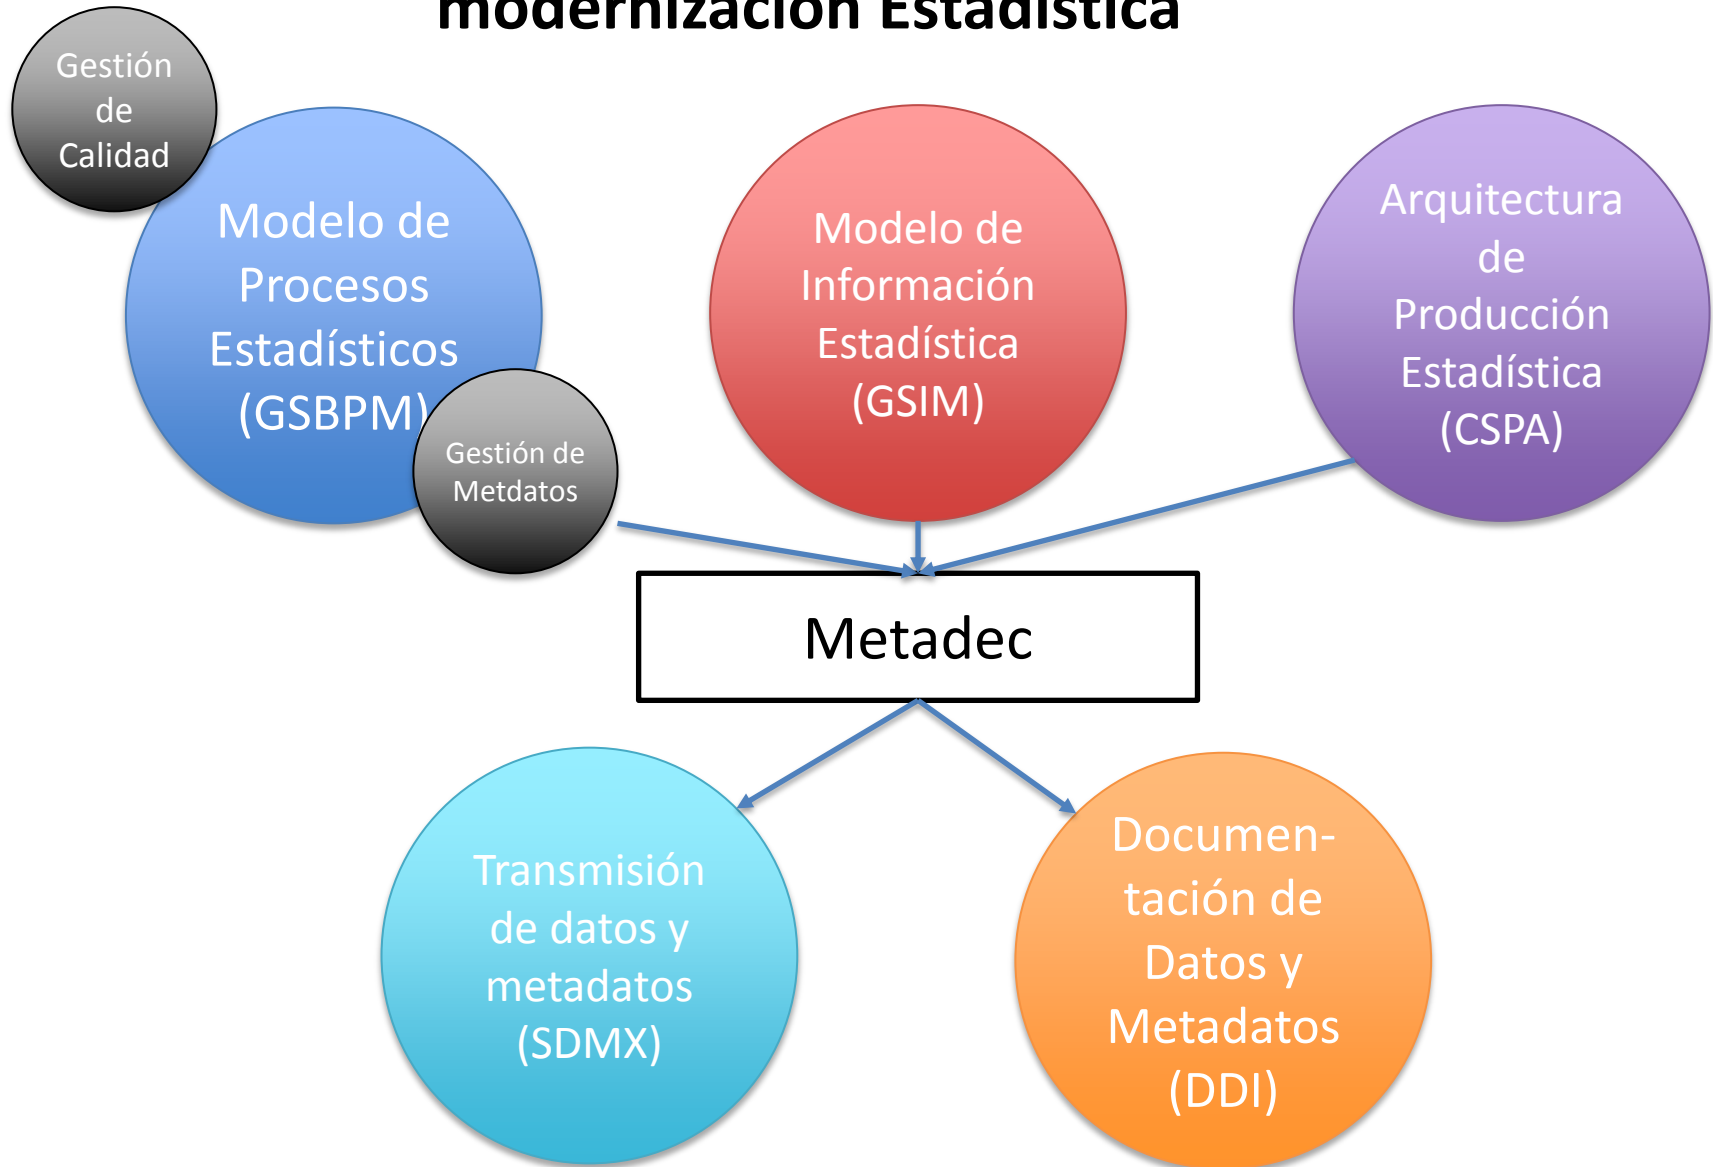 modernización Estadística
Gestión
de
Calidad
Modelo de
Procesos
Estadísticos
(GSBPM)
Gestión de
Metdatos
Modelo de
Información
Estadística
(GSIM)
Arquitectura
de
Producción
Estadística
(CSPA)
Metadec
Transmisión
de datos y
metadatos
(SDMX)
Documen-
tación de
Datos y
Metadatos
(DDI)